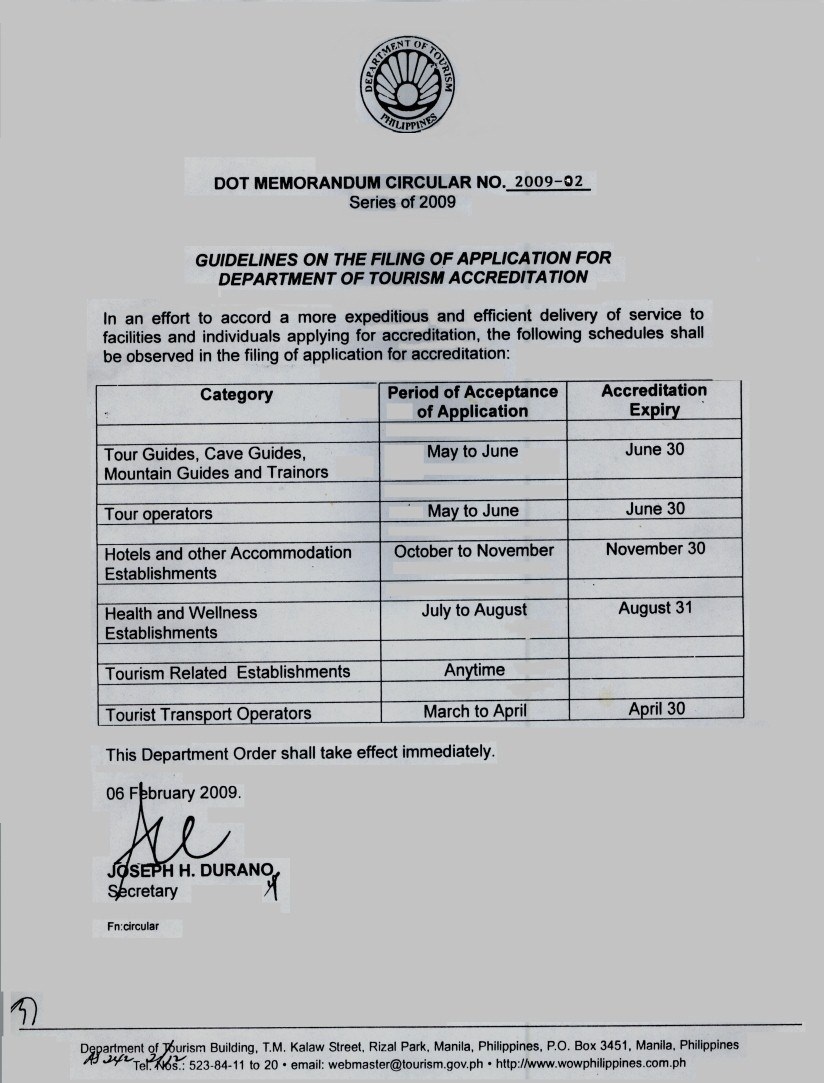 DEPARTMENT OF TOURISM
PHILIPPINES
DOT MEMORANDUM CIRCULAR NO. 2009-02
Series of 2009
GUIDELINES ON THE FILING OF APPLICATION FOR
DEPARTMENT OF TOURISM ACCREDITATION
In an effort to accord a more expeditious and efficient delivery of service to
facilities and individuals applying for accreditation, the following schedules shall
be observed in the filing of application for accreditation:
Category Period of Acceptance of Application Accreditation Expiry
Tour Guides, Cave Guides, May to June June 30
Mountain Guides and Trainors
Tour operators May to June June 30
Hotels and other Accommodation October to November November 30
Establishments
Health and Wellness July to August August 31
Establishments
Tourism Related Establishments Anytime
Tourist Transport Operators March to April April 30
This Department Order shall take effect immediately.
06 February 2009.
JOSEPH H. DURANO
Secretary
Fn:circular
Department of Tourism Building, T.M. Kalaw Street, Rizal Park, Manila, Philippines, P.O. Box 3451, Manila, Philippines
Tel. Nos.: 523-84-11 to 20 • email: webmaster@tourism.gov.ph • http://www.wowphilippines.com.ph